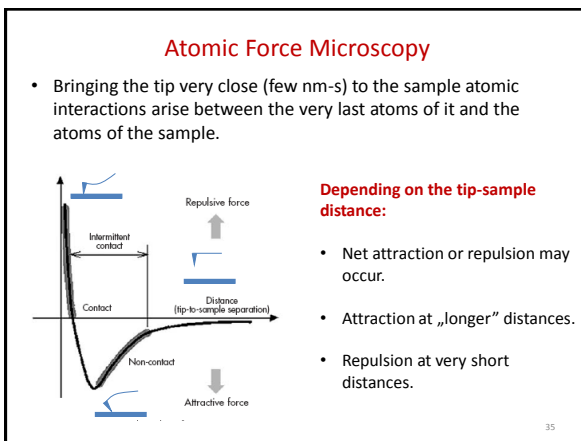 Atomic Force Microscopy
• Bringing the tip very close (few nm-s) to the sample atomic
interactions arise between the very last atoms of it and the
atoms of the sample.
Repulsive force
Intermittent
contact
Contact
Distance
(tip-to-sample separation)
Non-contact
Attractive force
Depending on the tip-sample
distance:
• Net attraction or repulsion may
occur.
• Attraction at „longer” distances.
• Repulsion at very short
distances.
35